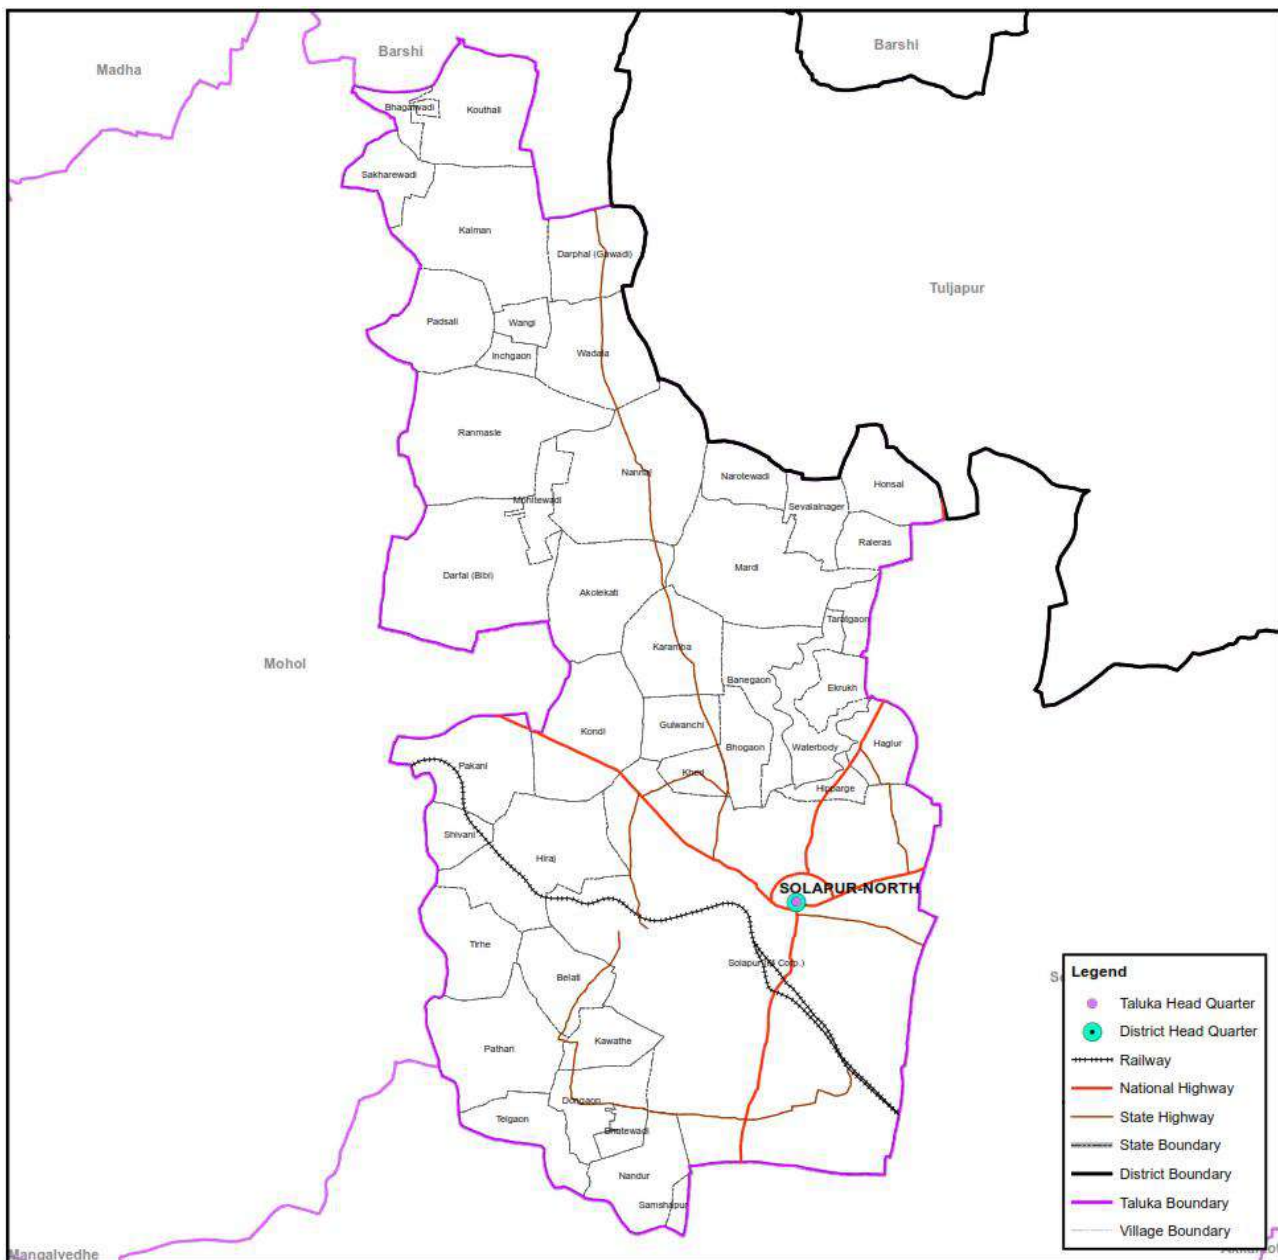 Barshi
Barshi
Madha
Bhagatwadi
Kouthali
Sakharewadi
Kalman
Darphal (Gawadi)
Tuljapur
Padsali
Wangi
Inchgaon
Wadala
Ranmasle
Nannaj
Narotewadi
Honsal
Mohitewadi
Sevalalnager
Raleras
Darfal (Bibi)
Mardi
Akolekati
Taratgaon
Karamba
Mohol
Banegaon
Ekrukh
Gulwanchi
Kondi
Bhogaon
Waterbody
Haglur
Pakani
Khed
Hipparge
Shivani
Hiraj
SOLAPUR-NORTH
Tirhe
Solapur (M Corp.)
Belati
Kawathe
Pathari
Dongaon
Telgaon
Bhatewadi
Nandur
Samshapur
Mangalvedhe
Legend
Taluka Head Quarter
District Head Quarter
Railway
National Highway
State Highway
State Boundary
District Boundary
Taluka Boundary
Village Boundary